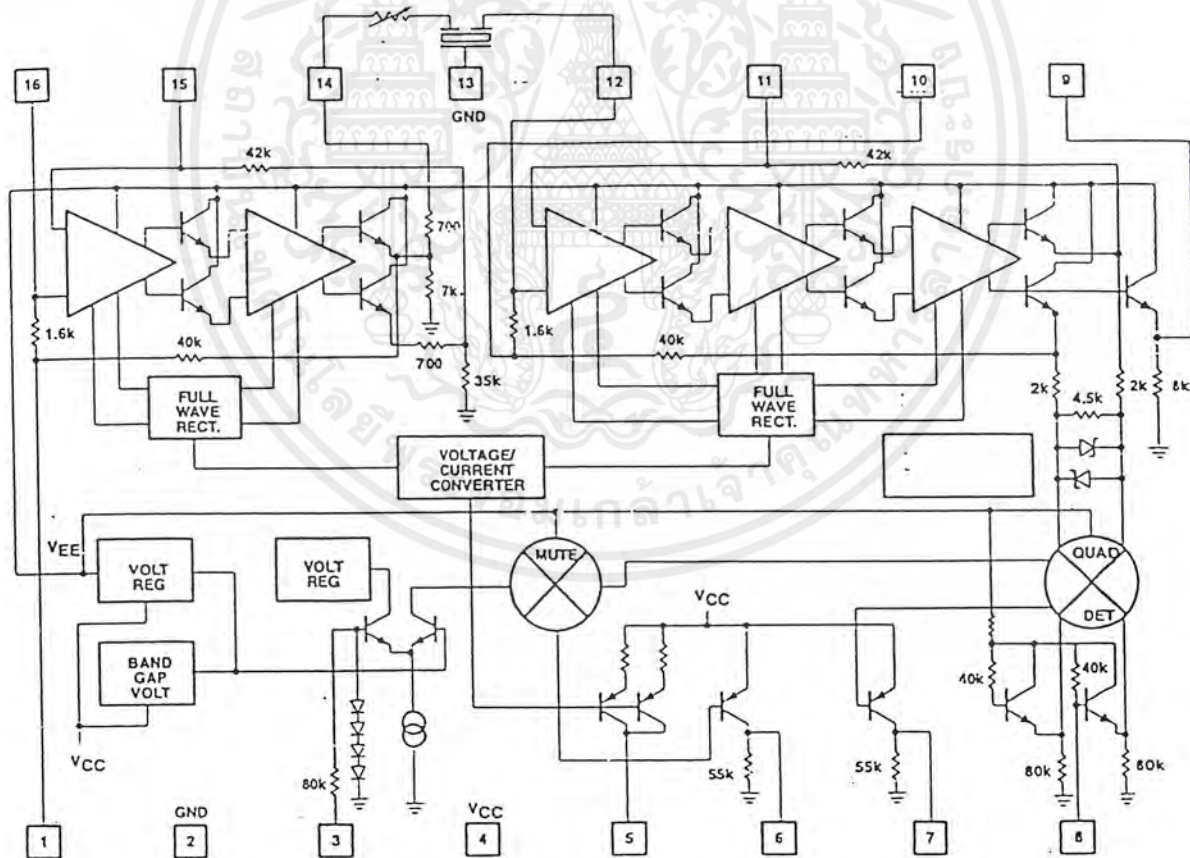 16
15
14
13
GND
12
11
10
9
42k
42k
700
7k
1.6k
40k
700
35k
1.6k
40k
2k
2k
8k
4.5k
FULL
WAVE
RECT.
FULL
WAVE
RECT.
VOLTAGE/
CURRENT
CONVERTER
VEE
VOLT
REG
VOLT
REG
MUTE
QUAD
DET
VCC
BAND
GAP
VOLT
VCC
40k
40k
80k
55k
55k
80k
80k
1
GND
2
3
VCC
4
5
6
7
8